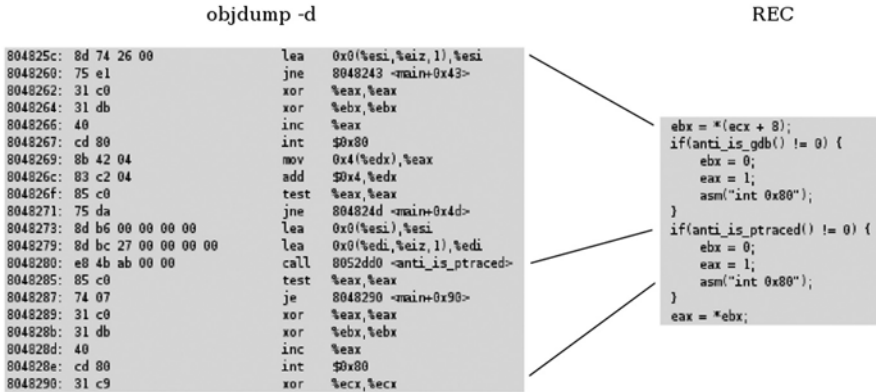 objdump -d
REC
804825c: 8d 74 26 00 lea 0x0(%esi,%eiz,1),%esi
8048260: 75 e1 jne 8048243 <main+0x43>
8048262: 31 c0 xor %eax,%eax
8048264: 31 db xor %ebx,%ebx
8048266: 40 inc %eax
8048267: cd 80 int $0x80
8048269: 8b 42 04 mov 0x4(%edx),%eax
804826c: 83 c2 04 add $0x4,%edx
804826f: 85 c0 test %eax,%eax
8048271: 75 da jne 804824d <main+0x4d>
8048273: 8d b6 00 00 00 00 lea 0x0(%esi),%esi
8048279: 8d bc 27 00 00 00 00 lea 0x0(%edi,%eiz,1),%edi
8048280: e8 4b ab 00 00 call 8052dd0 <anti_is_ptraced>
8048285: 85 c0 test %eax,%eax
8048287: 74 07 je 8048290 <main+0x90>
8048289: 31 c0 xor %eax,%eax
804828b: 31 db xor %ebx,%ebx
804828d: 40 inc %eax
804828e: cd 80 int $0x80
8048290: 31 c9 xor %ecx,%ecx
ebx = *(ecx + 8);
if(anti_is_gdb() != 0) {
ebx = 0;
eax = 1;
asm("int 0x80");
}
if(anti_is_ptraced() != 0) {
ebx = 0;
eax = 1;
asm("int 0x80");
}
eax = *ebx;